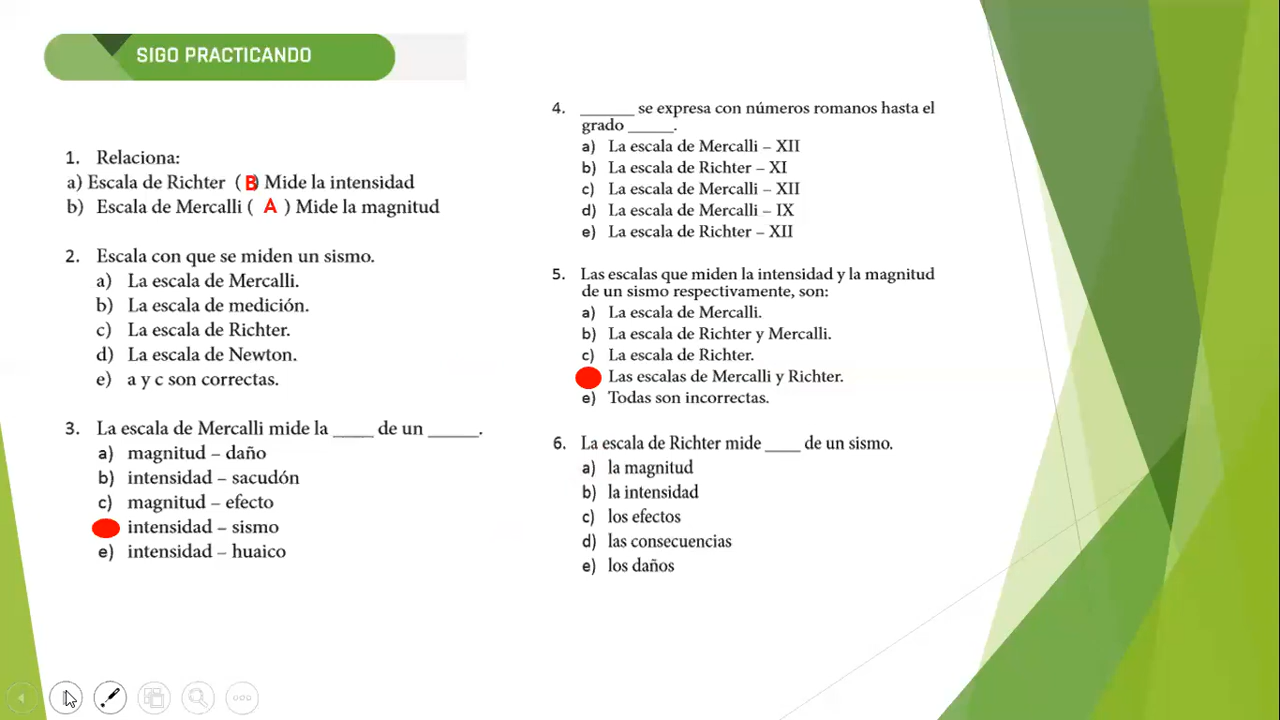 SIGO PRACTICANDO
1. Relaciona:
a) Escala de Richter ( B ) Mide la intensidad
b) Escala de Mercalli ( A ) Mide la magnitud
2. Escala con que se miden un sismo.
a) La escala de Mercalli.
b) La escala de medición.
c) La escala de Richter.
d) La escala de Newton.
e) a y c son correctas.
3. La escala de Mercalli mide la ____ de un _____.
a) magnitud – daño
b) intensidad – sacudón
c) magnitud – efecto
intensidad – sismo
e) intensidad – huaico
4. ______ se expresa con números romanos hasta el
grado _____.
a) La escala de Mercalli – XII
b) La escala de Richter – XI
c) La escala de Mercalli – XII
d) La escala de Mercalli – IX
e) La escala de Richter – XII
5. Las escalas que miden la intensidad y la magnitud
de un sismo respectivamente, son:
a) La escala de Mercalli.
b) La escala de Richter y Mercalli.
c) La escala de Richter.
Las escalas de Mercalli y Richter.
e) Todas son incorrectas.
6. La escala de Richter mide ____ de un sismo.
a) la magnitud
b) la intensidad
c) los efectos
d) las consecuencias
e) los daños